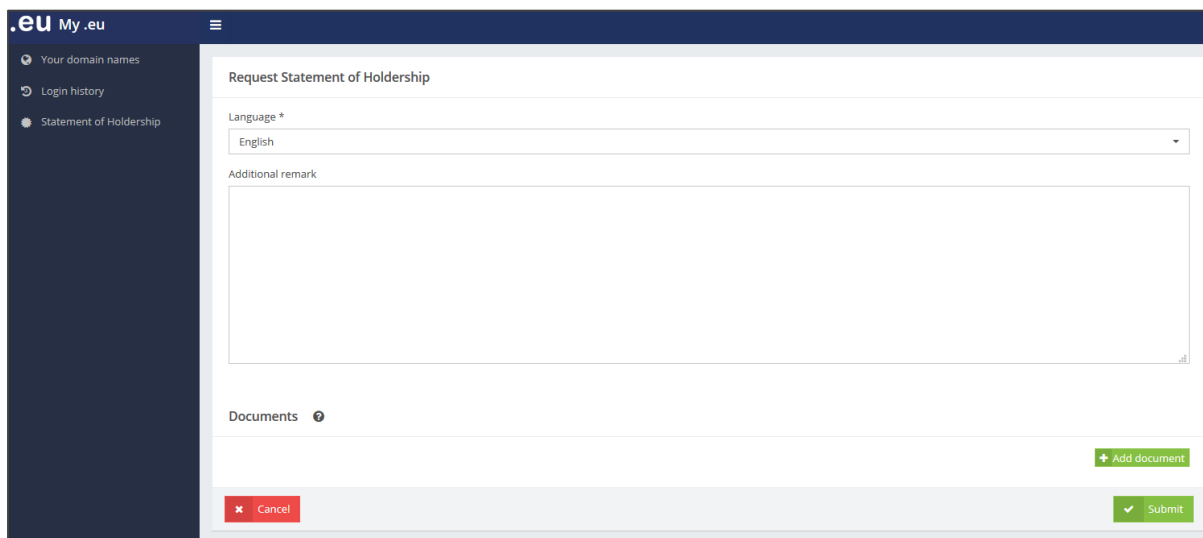 .eu My .eu
Your domain names
Login history
Statement of Holdership
Request Statement of Holdership
Language *
English
Additional remark
Documents
+ Add document
Cancel
Submit